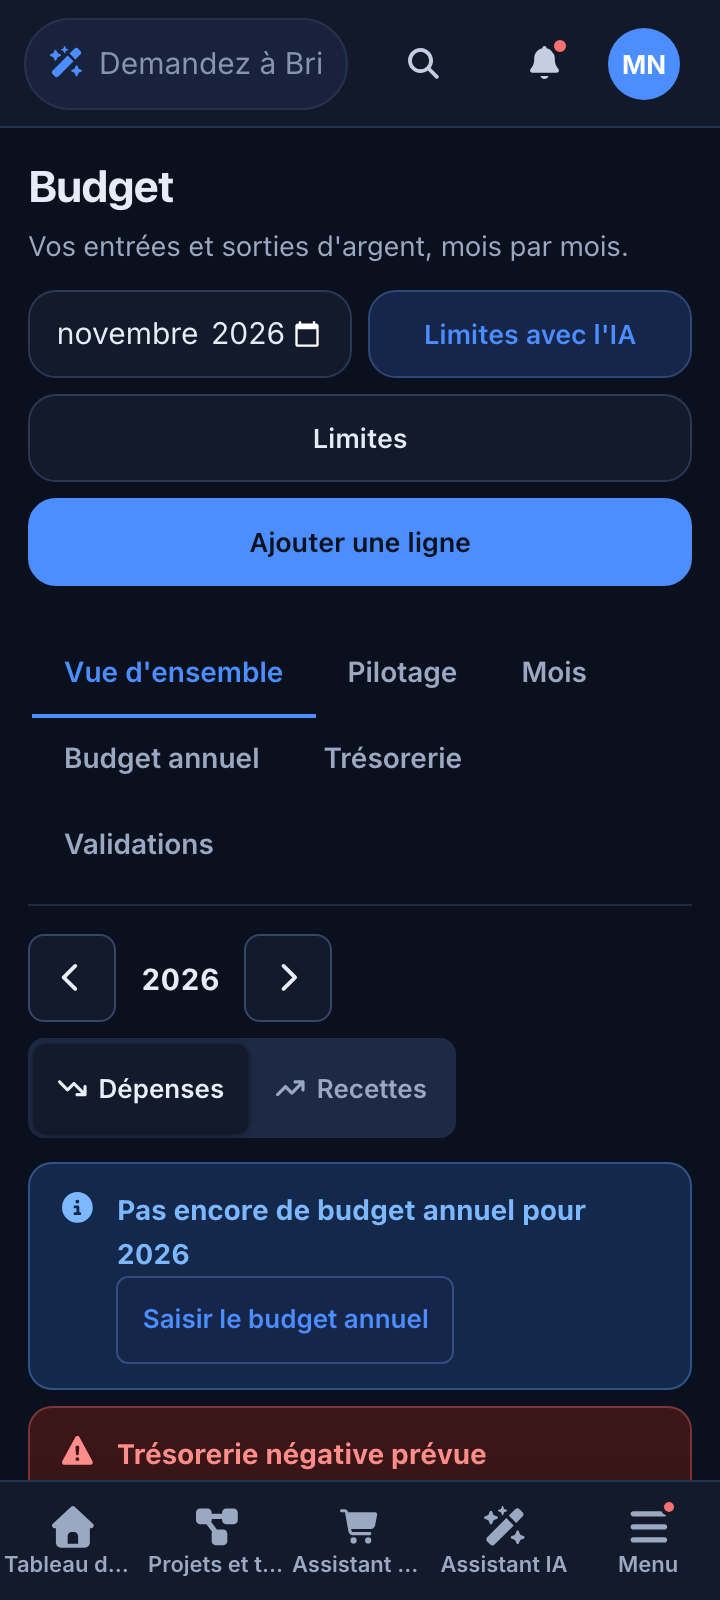 Demandez à Bri
MN
Budget
Vos entrées et sorties d'argent, mois par mois.
novembre 2026
Limites avec l'IA
Limites
Ajouter une ligne
Vue d'ensemble
Pilotage
Mois
Budget annuel
Trésorerie
Validations
2026
Dépenses
Recettes
Pas encore de budget annuel pour
2026
Saisir le budget annuel
Trésorerie négative prévue
Tableau d...
Projets et t...
Assistant ...
Assistant IA
Menu